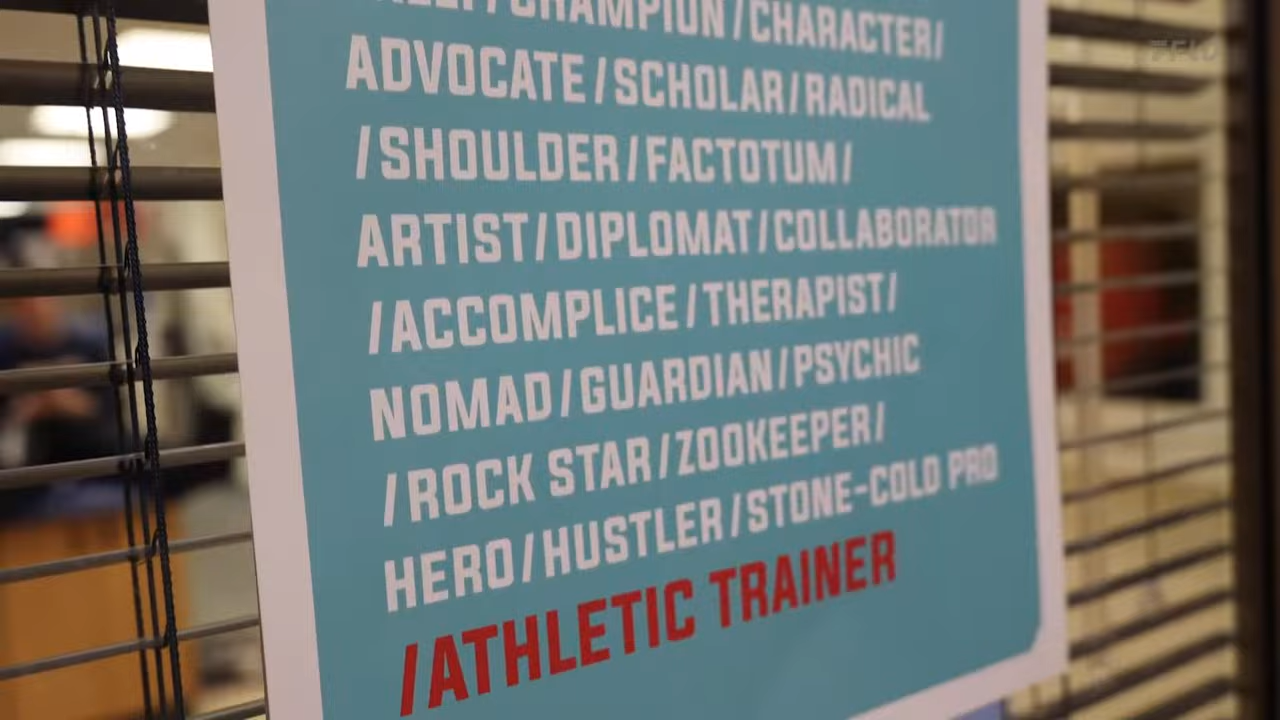 /CHAMPION/CHARACTER/
ADVOCATE/SCHOLAR/RADICAL
/SHOULDER/FACTOTUM/
ARTIST/DIPLOMAT/COLLABORATOR
/ACCOMPLICE/THERAPIST/
NOMAD/GUARDIAN/PSYCHIC
/ROCK STAR/ZOOKEEPER/
HERO/HUSTLER/STONE-COLD PRO
/ATHLETIC TRAINER